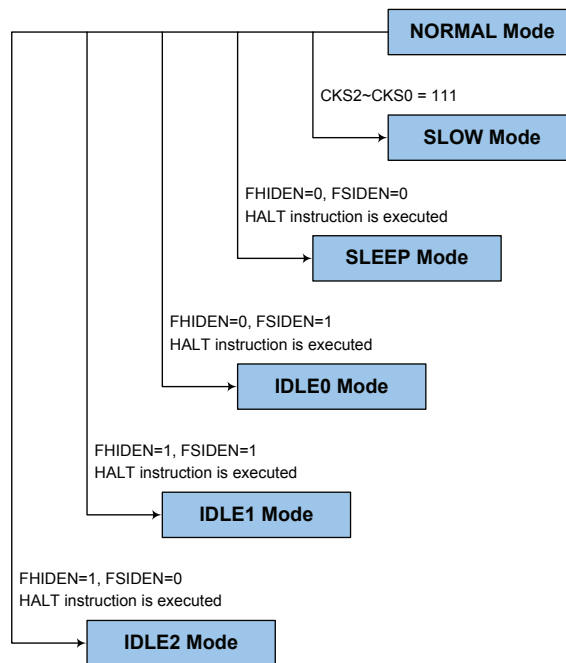 NORMAL Mode
CKS2~CKS0 = 111
SLOW Mode
FHIDEN=0, FSIDEN=0
HALT instruction is executed
SLEEP Mode
FHIDEN=0, FSIDEN=1
HALT instruction is executed
IDLE0 Mode
FHIDEN=1, FSIDEN=1
HALT instruction is executed
IDLE1 Mode
FHIDEN=1, FSIDEN=0
HALT instruction is executed
IDLE2 Mode